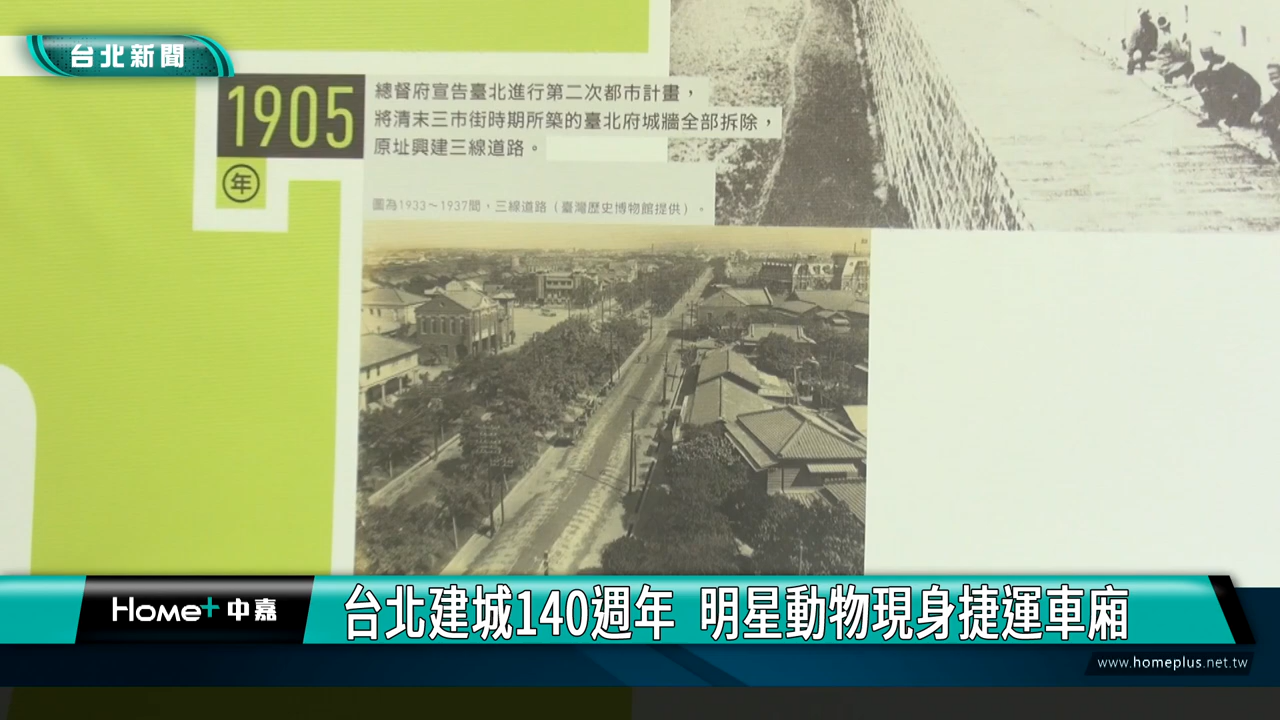 台北新聞
1905
年
總督府宣告臺北進行第二次都市計畫，
將清末三市街時期所築的臺北府城牆全部拆除，
原址興建三線道路。
圖為1933～1937間，三線道路（臺灣歷史博物館提供）。
Home+中嘉
台北建城140週年 明星動物現身捷運車廂
www.homeplus.net.tw